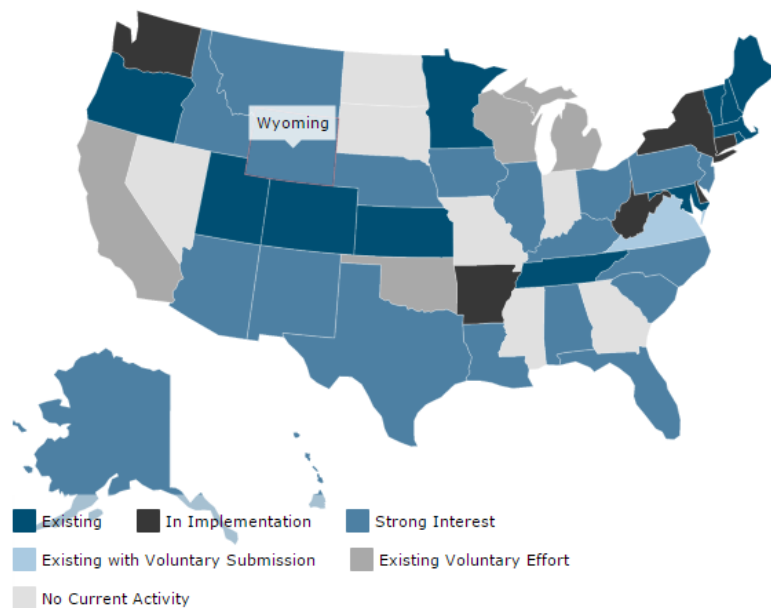 Wyoming
Existing In Implementation Strong Interest
Existing with Voluntary Submission Existing Voluntary Effort
No Current Activity